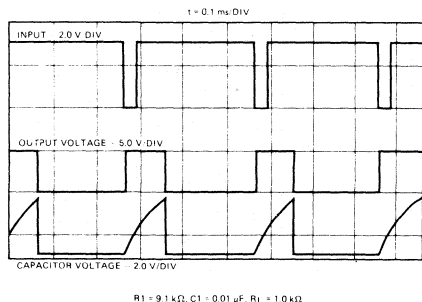 t = 0.1 ms/DIV
INPUT 2.0 V DIV
OUTPUT VOLTAGE - 5.0 V/DIV
CAPACITOR VOLTAGE - 2.0 V/DIV
R1 = 9.1 kΩ, C1 = 0.01 µF, RL = 1.0 kΩ